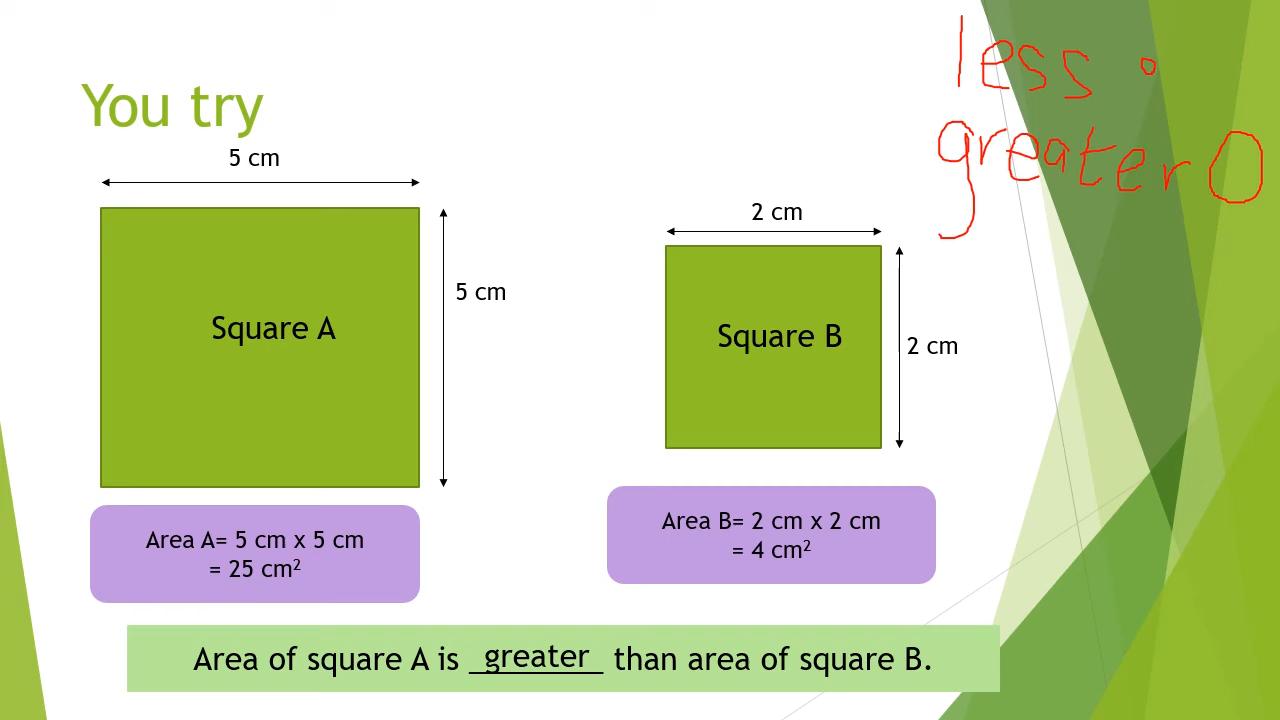 less
greater
You try
5 cm
5 cm
Square A
2 cm
2 cm
Square B
Area A= 5 cm x 5 cm
= 25 cm²
Area B= 2 cm x 2 cm
= 4 cm²
Area of square A is greater than area of square B.